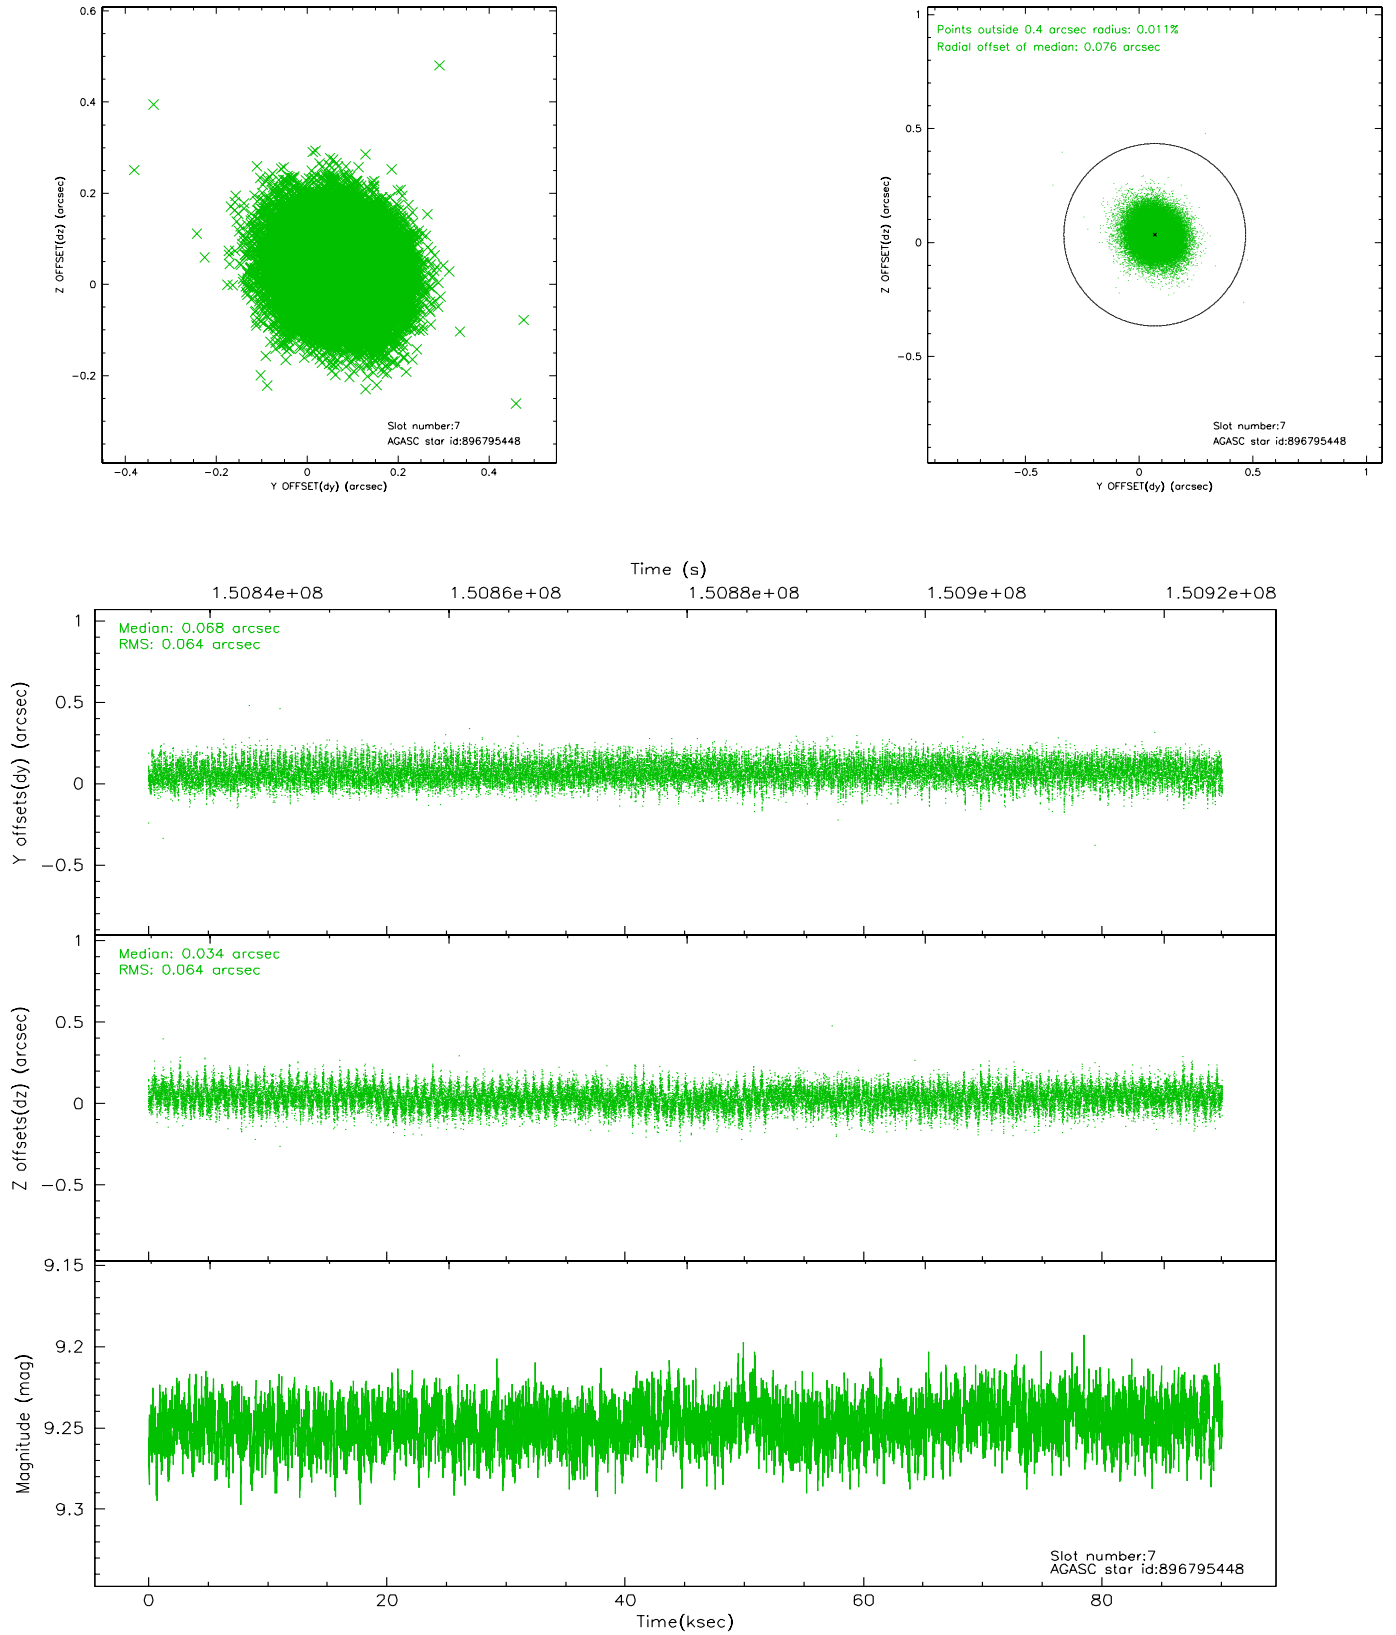 0.6
0.4
0.2
0
−0.2
Z OFFSET(dz) (arcsec)
−0.4
−0.2
0
0.2
0.4
Y OFFSET(dy) (arcsec)
Slot number:7
AGASC star id:896795448
Points outside 0.4 arcsec radius: 0.011%
Radial offset of median: 0.076 arcsec
1
0.5
0
−0.5
Z OFFSET(dz) (arcsec)
−0.5
0
0.5
1
Y OFFSET(dy) (arcsec)
Slot number:7
AGASC star id:896795448
Time (s)
1.5084e+08
1.5086e+08
1.5088e+08
1.509e+08
1.5092e+08
Median: 0.068 arcsec
RMS: 0.064 arcsec
1
0.5
0
−0.5
Y offsets(dy) (arcsec)
Median: 0.034 arcsec
RMS: 0.064 arcsec
1
0.5
0
−0.5
Z offsets(dz) (arcsec)
9.15
9.2
9.25
9.3
Magnitude (mag)
Slot number:7
AGASC star id:896795448
0
20
40
60
80
Time(ksec)